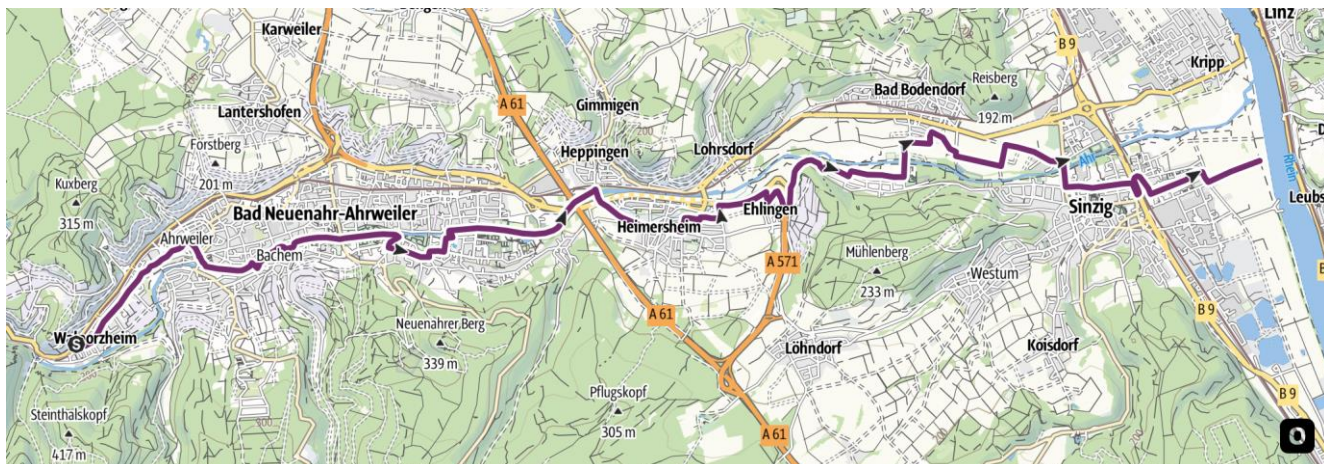 Karweiler
Linz
B 9
Kripp
Reisberg
192 m
Bad Bodendorf
A 61
Gimmigen
Lantershofen
Forstberg
201 m
Heppingen
Lohrsdorf
Kuxberg
315 m
Ahr
Rhein
Bad Neuenahr-Ahrweiler
Ahrweiler
Bachem
Heimersheim
Ehlingen
Sinzig
Leubs
Mühlenberg
233 m
A 571
Westum
B 9
S
Neuenahrer Berg
339 m
A 61
Löhndorf
Koisdorf
Pflugskopf
305 m
Steinthalskopf
417 m
A 61
B 9